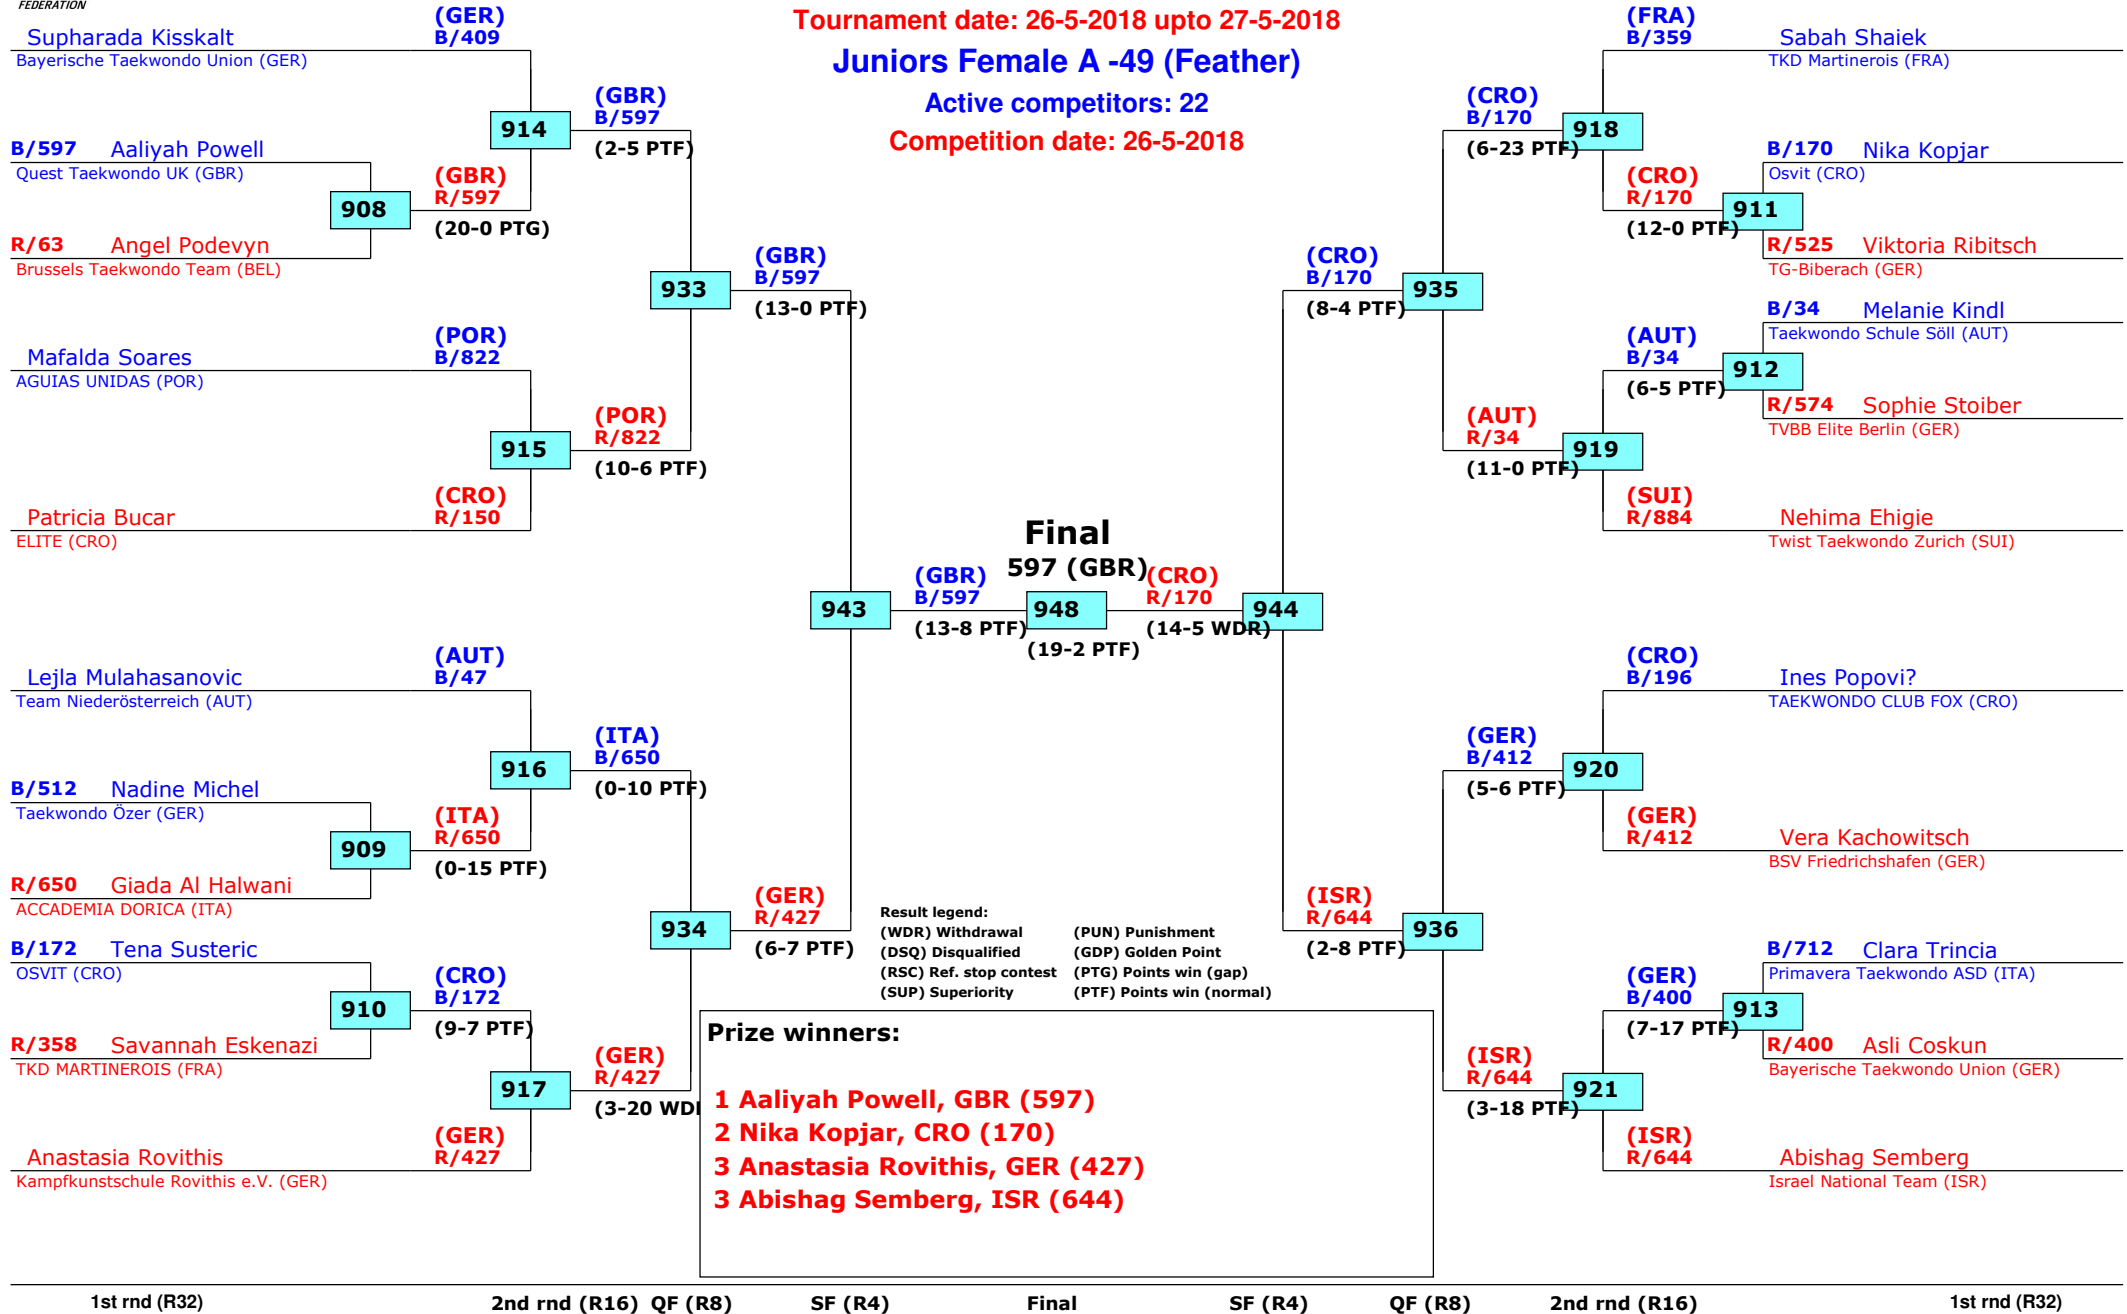 FEDERATION
Tournament date: 26-5-2018 upto 27-5-2018
Juniors Female A -49 (Feather)
Active competitors: 22
Competition date: 26-5-2018
(GER)
Supharada Kisskalt B/409
Bayerische Taekwondo Union (GER)
914
(GBR)
B/597
(2-5 PTF)
B/597 Aaliyah Powell
Quest Taekwondo UK (GBR)
908
(GBR)
R/597
(20-0 PTG)
R/63 Angel Podevyn
Brussels Taekwondo Team (BEL)
933
(GBR)
B/597
(13-0 PTF)
(POR)
Mafalda Soares B/822
AGUIAS UNIDAS (POR)
915
(POR)
R/822
(10-6 PTF)
(CRO)
Patricia Bucar R/150
ELITE (CRO)
943
(GBR)
B/597
(13-8 PTF)
(AUT)
Lejla Mulahasanovic B/47
Team Niederösterreich (AUT)
916
(ITA)
B/650
(0-10 PTF)
B/512 Nadine Michel
Taekwondo Özer (GER)
909
(ITA)
R/650
(0-15 PTF)
R/650 Giada Al Halwani
ACCADEMIA DORICA (ITA)
934
(GER)
R/427
(6-7 PTF)
B/172 Tena Susteric
OSVIT (CRO)
910
(CRO)
B/172
(9-7 PTF)
R/358 Savannah Eskenazi
TKD MARTINEROIS (FRA)
917
(GER)
R/427
(3-20 WDR
(GER)
Anastasia Rovithis R/427
Kampfkunstschule Rovithis e.V. (GER)
Final
597 (GBR)
948
(19-2 PTF)
(CRO)
R/170
(14-5 WDR)
944
(FRA)
B/359 Sabah Shaiek
TKD Martinerois (FRA)
(CRO)
B/170
(6-23 PTF)
918
B/170 Nika Kopjar
Osvit (CRO)
(CRO)
R/170
(12-0 PTF)
911
R/525 Viktoria Ribitsch
TG-Biberach (GER)
(CRO)
B/170
(8-4 PTF)
935
B/34 Melanie Kindl
Taekwondo Schule Söll (AUT)
(AUT)
B/34
(6-5 PTF)
912
R/574 Sophie Stoiber
TVBB Elite Berlin (GER)
(AUT)
R/34
(11-0 PTF)
919
(SUI)
R/884 Nehima Ehigie
Twist Taekwondo Zurich (SUI)
(CRO)
B/196 Ines Popovi?
TAEKWONDO CLUB FOX (CRO)
(GER)
B/412
(5-6 PTF)
920
(GER)
R/412 Vera Kachowitsch
BSV Friedrichshafen (GER)
(ISR)
R/644
(2-8 PTF)
936
B/712 Clara Trincia
Primavera Taekwondo ASD (ITA)
(GER)
B/400
(7-17 PTF)
913
R/400 Asli Coskun
Bayerische Taekwondo Union (GER)
(ISR)
R/644
(3-18 PTF)
921
(ISR)
R/644 Abishag Semberg
Israel National Team (ISR)
Result legend:
(WDR) Withdrawal (PUN) Punishment
(DSQ) Disqualified (GDP) Golden Point
(RSC) Ref. stop contest (PTG) Points win (gap)
(SUP) Superiority (PTF) Points win (normal)
Prize winners:
1 Aaliyah Powell, GBR (597)
2 Nika Kopjar, CRO (170)
3 Anastasia Rovithis, GER (427)
3 Abishag Semberg, ISR (644)
1st rnd (R32) 2nd rnd (R16) QF (R8) SF (R4) Final SF (R4) QF (R8) 2nd rnd (R16) 1st rnd (R32)